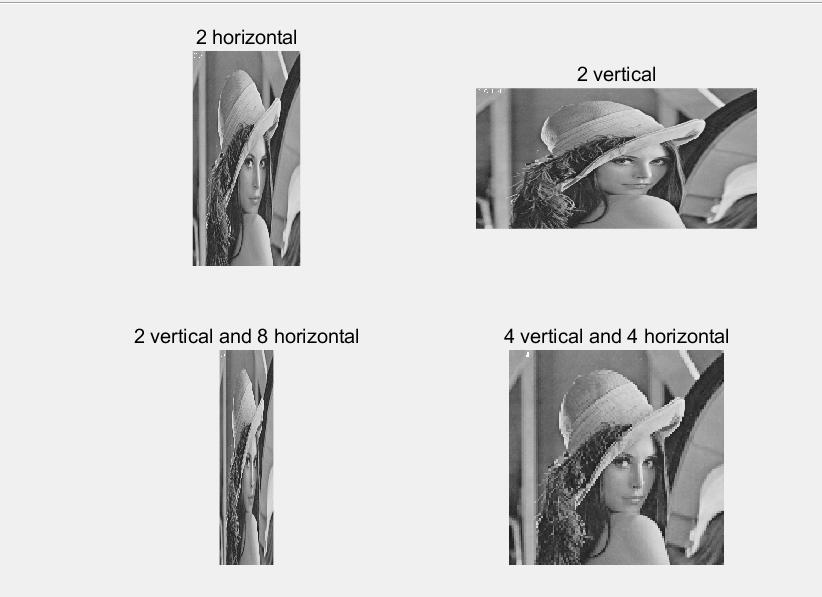 2 horizontal
2 vertical
2 vertical and 8 horizontal
4 vertical and 4 horizontal